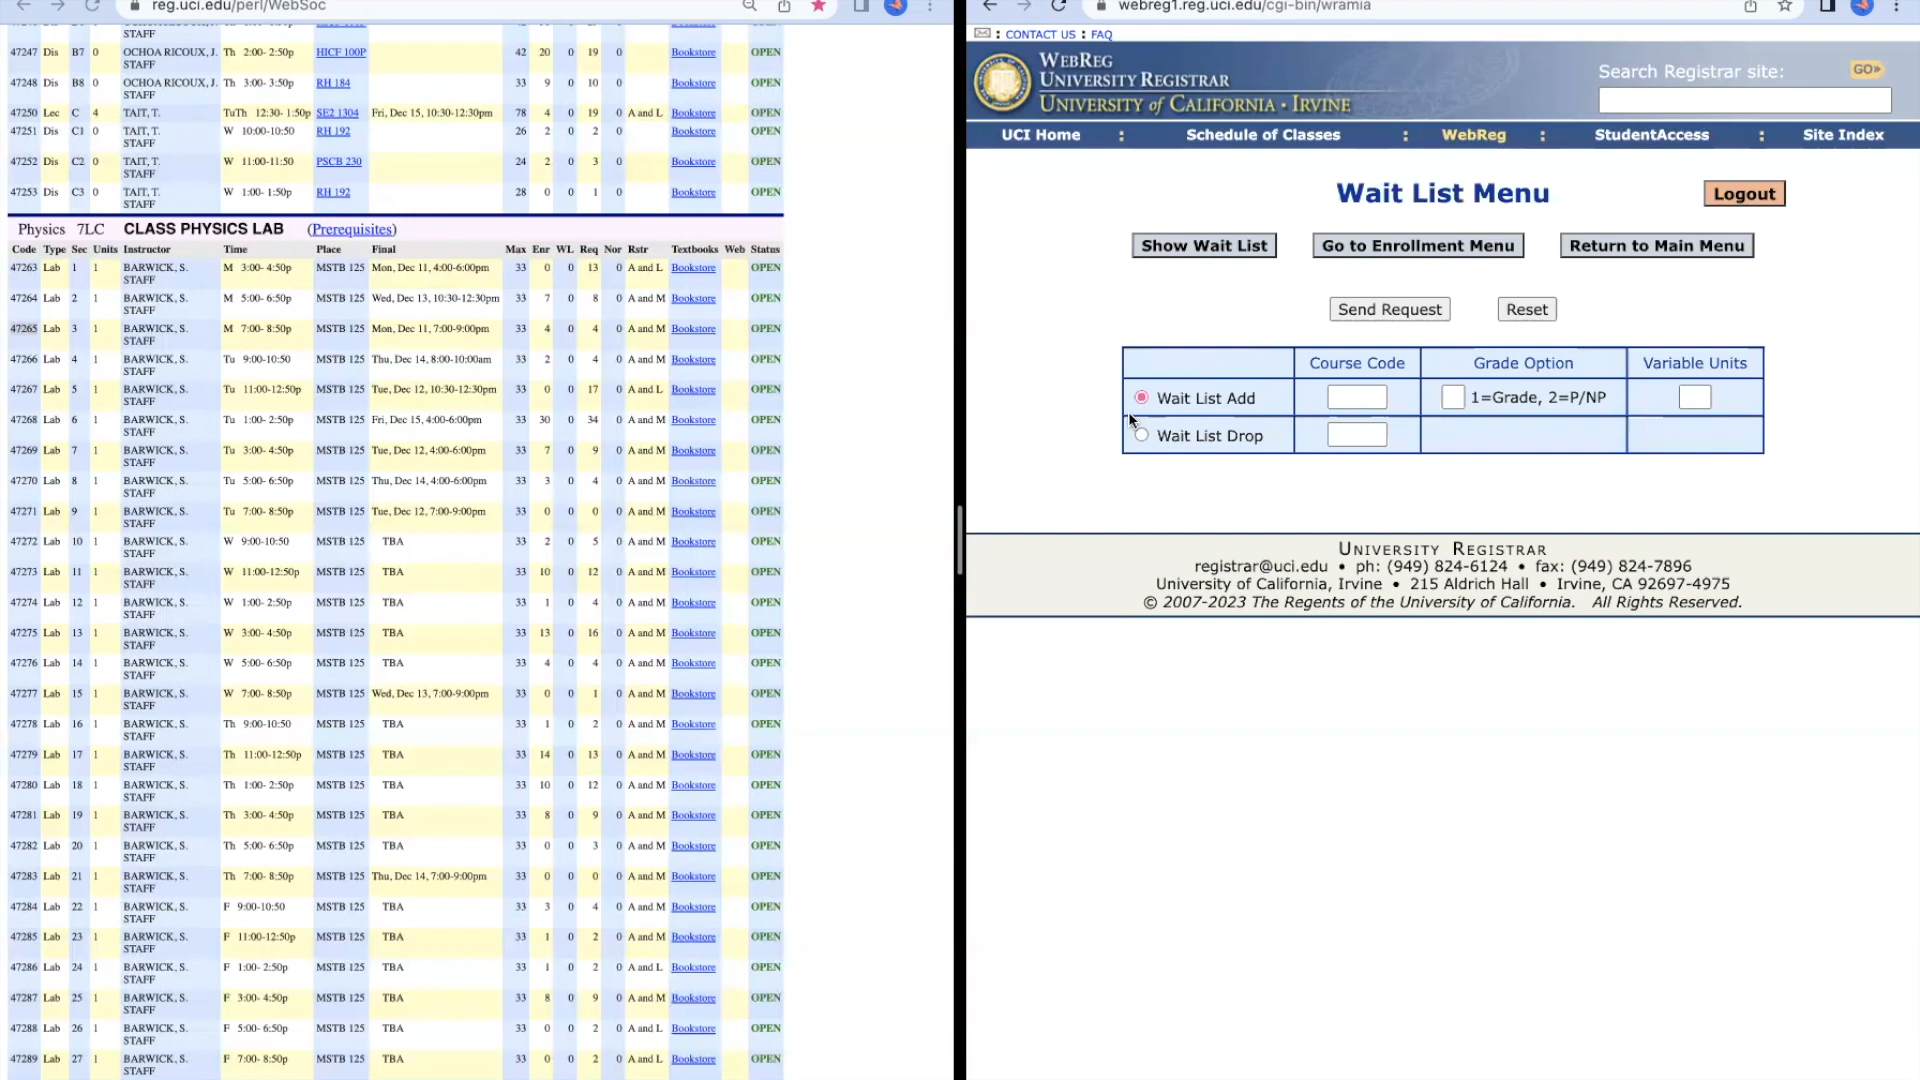 reg.uci.edu/perl/WebSoc
STAFF
47247 Dis B7 0 OCHOA RICOUX, J. Th 2:00- 2:50p HICF 100P 42 20 0 19 0 Bookstore OPEN
STAFF
47248 Dis B8 0 OCHOA RICOUX, J. Th 3:00- 3:50p RH 184 33 9 0 10 0 Bookstore OPEN
STAFF
47250 Lec C 4 TAIT, T. TuTh 12:30- 1:50p SE2 1304 Fri, Dec 15, 10:30-12:30pm 78 4 0 19 A and L Bookstore OPEN
47251 Dis C1 0 TAIT, T. W 10:00-10:50 RH 192 26 2 0 2 0 Bookstore OPEN
STAFF
47252 Dis C2 0 TAIT, T. W 11:00-11:50 PSCB 230 24 2 0 3 0 Bookstore OPEN
STAFF
47253 Dis C3 0 TAIT, T. W 1:00- 1:50p RH 192 28 0 0 1 0 Bookstore OPEN
STAFF
Physics 7LC CLASS PHYSICS LAB (Prerequisites)
Code Type Sec Units Instructor Time Place Final Max Enr WL Req Nor Rstr Textbooks Web Status
47263 Lab 1 1 BARWICK, S. M 3:00- 4:50p MSTB 125 Mon, Dec 11, 4:00-6:00pm 33 0 0 13 0 A and L Bookstore OPEN
STAFF
47264 Lab 2 1 BARWICK, S. M 5:00- 6:50p MSTB 125 Wed, Dec 13, 10:30-12:30pm 33 7 0 8 0 A and M Bookstore OPEN
STAFF
47265 Lab 3 1 BARWICK, S. M 7:00- 8:50p MSTB 125 Mon, Dec 11, 7:00-9:00pm 33 4 0 4 0 A and M Bookstore OPEN
STAFF
47266 Lab 4 1 BARWICK, S. Tu 9:00-10:50 MSTB 125 Thu, Dec 14, 8:00-10:00am 33 2 0 4 0 A and M Bookstore OPEN
STAFF
47267 Lab 5 1 BARWICK, S. Tu 11:00-12:50p MSTB 125 Tue, Dec 12, 10:30-12:30pm 33 0 0 17 0 A and L Bookstore OPEN
STAFF
47268 Lab 6 1 BARWICK, S. Tu 1:00- 2:50p MSTB 125 Fri, Dec 15, 4:00-6:00pm 33 30 0 34 0 A and M Bookstore OPEN
STAFF
47269 Lab 7 1 BARWICK, S. Tu 3:00- 4:50p MSTB 125 Tue, Dec 12, 4:00-6:00pm 33 7 0 9 0 A and M Bookstore OPEN
STAFF
47270 Lab 8 1 BARWICK, S. Tu 5:00- 6:50p MSTB 125 Thu, Dec 14, 4:00-6:00pm 33 3 0 4 0 A and M Bookstore OPEN
STAFF
47271 Lab 9 1 BARWICK, S. Tu 7:00- 8:50p MSTB 125 Tue, Dec 12, 7:00-9:00pm 33 0 0 0 0 A and M Bookstore OPEN
STAFF
47272 Lab 10 1 BARWICK, S. W 9:00-10:50 MSTB 125 TBA 33 2 0 5 0 A and M Bookstore OPEN
STAFF
47273 Lab 11 1 BARWICK, S. W 11:00-12:50p MSTB 125 TBA 33 10 0 12 0 A and M Bookstore OPEN
STAFF
47274 Lab 12 1 BARWICK, S. W 1:00- 2:50p MSTB 125 TBA 33 1 0 4 0 A and M Bookstore OPEN
STAFF
47275 Lab 13 1 BARWICK, S. W 3:00- 4:50p MSTB 125 TBA 33 13 0 16 0 A and M Bookstore OPEN
STAFF
47276 Lab 14 1 BARWICK, S. W 5:00- 6:50p MSTB 125 TBA 33 4 0 4 0 A and M Bookstore OPEN
STAFF
47277 Lab 15 1 BARWICK, S. W 7:00- 8:50p MSTB 125 Wed, Dec 13, 7:00-9:00pm 33 0 0 1 0 A and M Bookstore OPEN
STAFF
47278 Lab 16 1 BARWICK, S. Th 9:00-10:50 MSTB 125 TBA 33 1 0 2 0 A and M Bookstore OPEN
STAFF
47279 Lab 17 1 BARWICK, S. Th 11:00-12:50p MSTB 125 TBA 33 14 0 13 0 A and M Bookstore OPEN
STAFF
47280 Lab 18 1 BARWICK, S. Th 1:00- 2:50p MSTB 125 TBA 33 10 0 12 0 A and M Bookstore OPEN
STAFF
47281 Lab 19 1 BARWICK, S. Th 3:00- 4:50p MSTB 125 TBA 33 8 0 9 0 A and M Bookstore OPEN
STAFF
47282 Lab 20 1 BARWICK, S. Th 5:00- 6:50p MSTB 125 TBA 33 0 0 3 0 A and M Bookstore OPEN
STAFF
47283 Lab 21 1 BARWICK, S. Th 7:00- 8:50p MSTB 125 Thu, Dec 14, 7:00-9:00pm 33 0 0 0 0 A and M Bookstore OPEN
STAFF
47284 Lab 22 1 BARWICK, S. F 9:00-10:50 MSTB 125 TBA 33 3 0 4 0 A and M Bookstore OPEN
STAFF
47285 Lab 23 1 BARWICK, S. F 11:00-12:50p MSTB 125 TBA 33 1 0 2 0 A and M Bookstore OPEN
STAFF
47286 Lab 24 1 BARWICK, S. F 1:00- 2:50p MSTB 125 TBA 33 1 0 2 0 A and L Bookstore OPEN
STAFF
47287 Lab 25 1 BARWICK, S. F 3:00- 4:50p MSTB 125 TBA 33 8 0 9 0 A and M Bookstore OPEN
STAFF
47288 Lab 26 1 BARWICK, S. F 5:00- 6:50p MSTB 125 TBA 33 0 0 2 0 A and L Bookstore OPEN
STAFF
47289 Lab 27 1 BARWICK, S. F 7:00- 8:50p MSTB 125 TBA 33 0 0 2 0 A and L Bookstore OPEN
STAFF
webreg1.reg.uci.edu/cgi-bin/wramia
: CONTACT US : FAQ
WEBREG
UNIVERSITY REGISTRAR
UNIVERSITY of CALIFORNIA • IRVINE
Search Registrar site: GO
UCI Home : Schedule of Classes : WebReg : StudentAccess : Site Index
Wait List Menu
Logout
Show Wait List Go to Enrollment Menu Return to Main Menu
Send Request Reset
Course Code Grade Option Variable Units
Wait List Add 1=Grade, 2=P/NP
Wait List Drop
UNIVERSITY REGISTRAR
registrar@uci.edu • ph: (949) 824-6124 • fax: (949) 824-7896
University of California, Irvine • 215 Aldrich Hall • Irvine, CA 92697-4975
© 2007-2023 The Regents of the University of California. All Rights Reserved.